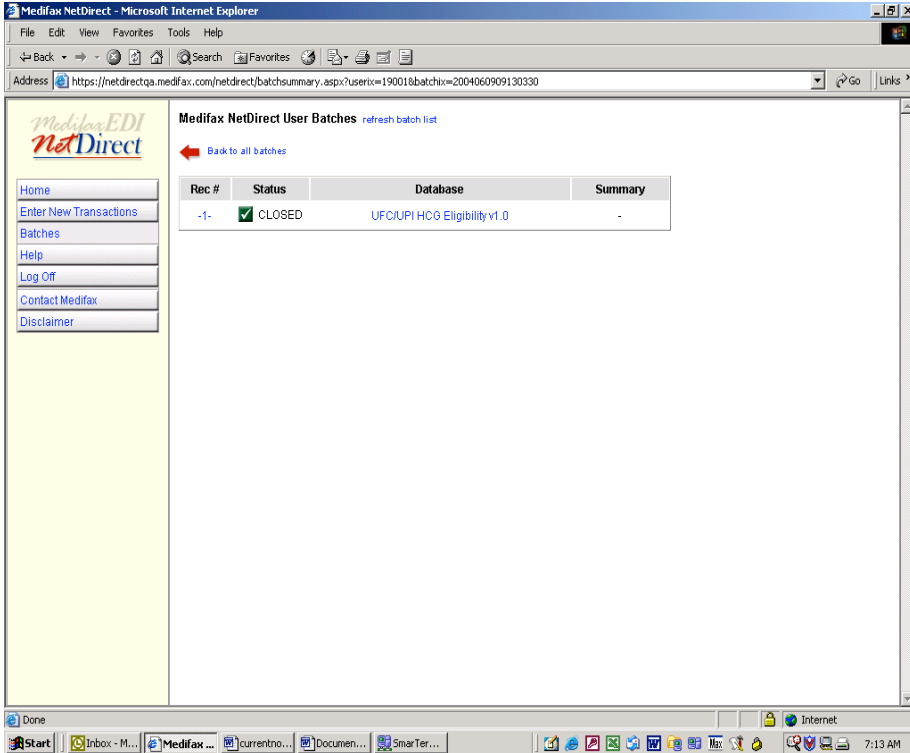 Medifax NetDirect - Microsoft Internet Explorer
File Edit View Favorites Tools Help
Back Search Favorites
Address https://netdirectqa.medifax.com/netdirect/batchsummary.aspx?userix=19001&batchix=2004060909130330 Go Links »
MedifaxEDI
NetDirect
Medifax NetDirect User Batches refresh batch list
Back to all batches
Home
Enter New Transactions
Batches
Help
Log Off
Contact Medifax
Disclaimer
Rec # Status Database Summary
-1- CLOSED UFC/UPI HCG Eligibility v1.0 -
Done Internet
Start Inbox - M... Medifax ... currentno... Documen... SmarTer... 7:13 AM